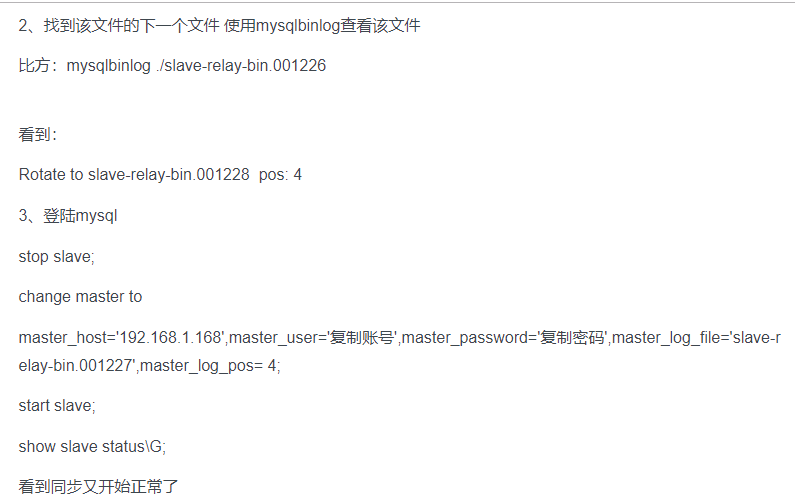 2、找到该文件的下一个文件 使用mysqlbinlog查看该文件
比方：mysqlbinlog ./slave-relay-bin.001226
看到：
Rotate to slave-relay-bin.001228  pos: 4
3、登陆mysql
stop slave;
change master to
master_host='192.168.1.168',master_user='复制账号',master_password='复制密码',master_log_file='slave-r
elay-bin.001227',master_log_pos= 4;
start slave;
show slave status\G;
看到同步又开始正常了